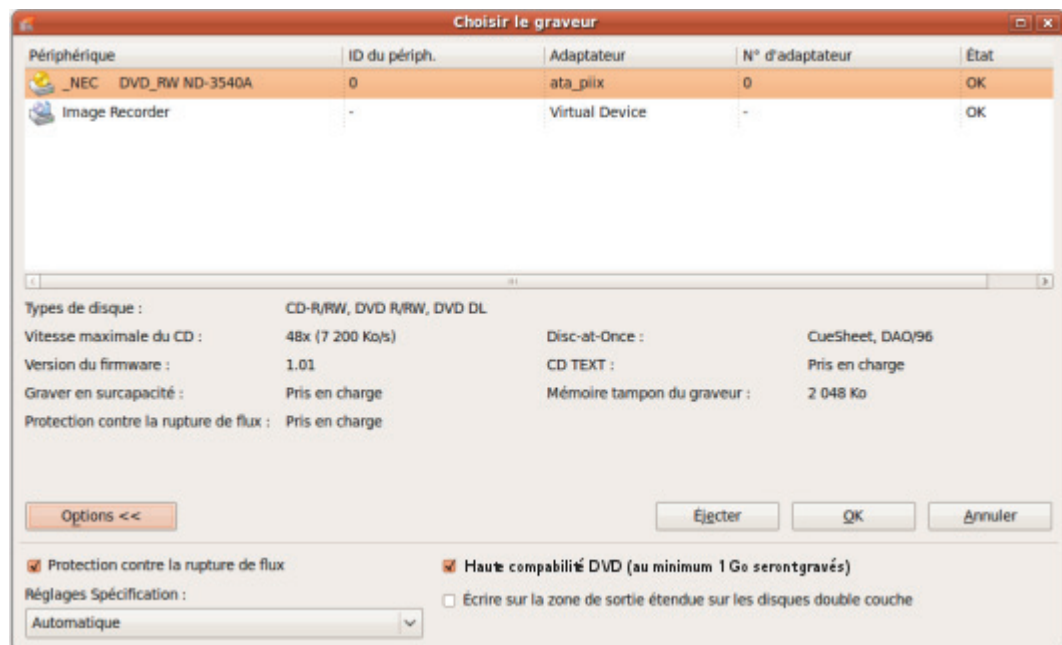 Choisir le graveur
Périphérique ID du périph. Adaptateur N° d'adaptateur État
_NEC DVD_RW ND-3540A 0 ata_piix 0 OK
Image Recorder - Virtual Device - OK
Types de disque : CD-R/RW, DVD R/RW, DVD DL
Vitesse maximale du CD : 48x (7 200 Ko/s) Disc-at-Once : CueSheet, DAO/96
Version du firmware : 1.01 CD TEXT : Pris en charge
Graver en surcapacité : Pris en charge Mémoire tampon du graveur : 2 048 Ko
Protection contre la rupture de flux : Pris en charge
Options << Éjecter OK Annuler
Protection contre la rupture de flux Haute compabilité DVD (au minimum 1 Go serontgravés)
Réglages Spécification : Écrire sur la zone de sortie étendue sur les disques double couche
Automatique